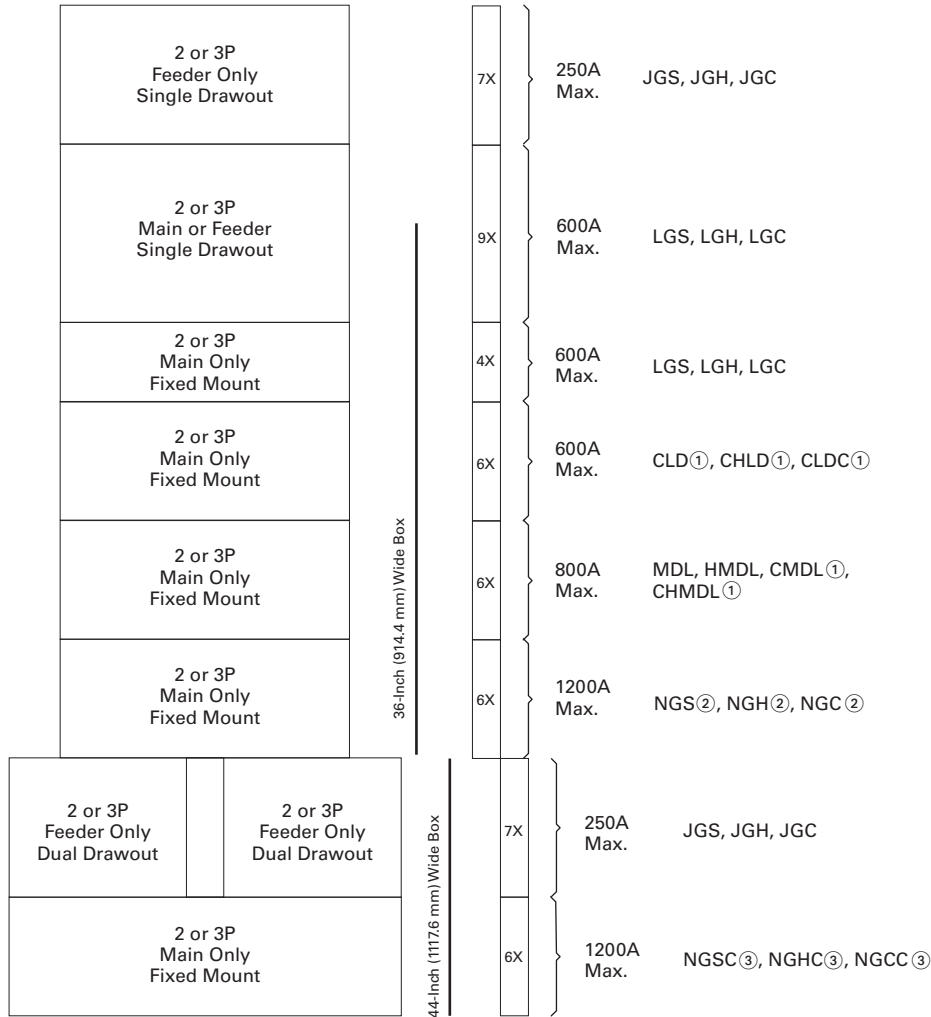 2 or 3P
Feeder Only
Single Drawout
7X
250A
Max.
JGS, JGH, JGC
2 or 3P
Main or Feeder
Single Drawout
9X
600A
Max.
LGS, LGH, LGC
2 or 3P
Main Only
Fixed Mount
4X
600A
Max.
LGS, LGH, LGC
2 or 3P
Main Only
Fixed Mount
6X
600A
Max.
CLD①, CHLD①, CLDC①
2 or 3P
Main Only
Fixed Mount
6X
800A
Max.
MDL, HMDL, CMDL①,
CHMDL①
2 or 3P
Main Only
Fixed Mount
6X
1200A
Max.
NGS②, NGH②, NGC②
36-Inch (914.4 mm) Wide Box
2 or 3P
Feeder Only
Dual Drawout
2 or 3P
Feeder Only
Dual Drawout
7X
250A
Max.
JGS, JGH, JGC
2 or 3P
Main Only
Fixed Mount
6X
1200A
Max.
NGSC③, NGHC③, NGCC③
44-Inch (1117.6 mm) Wide Box